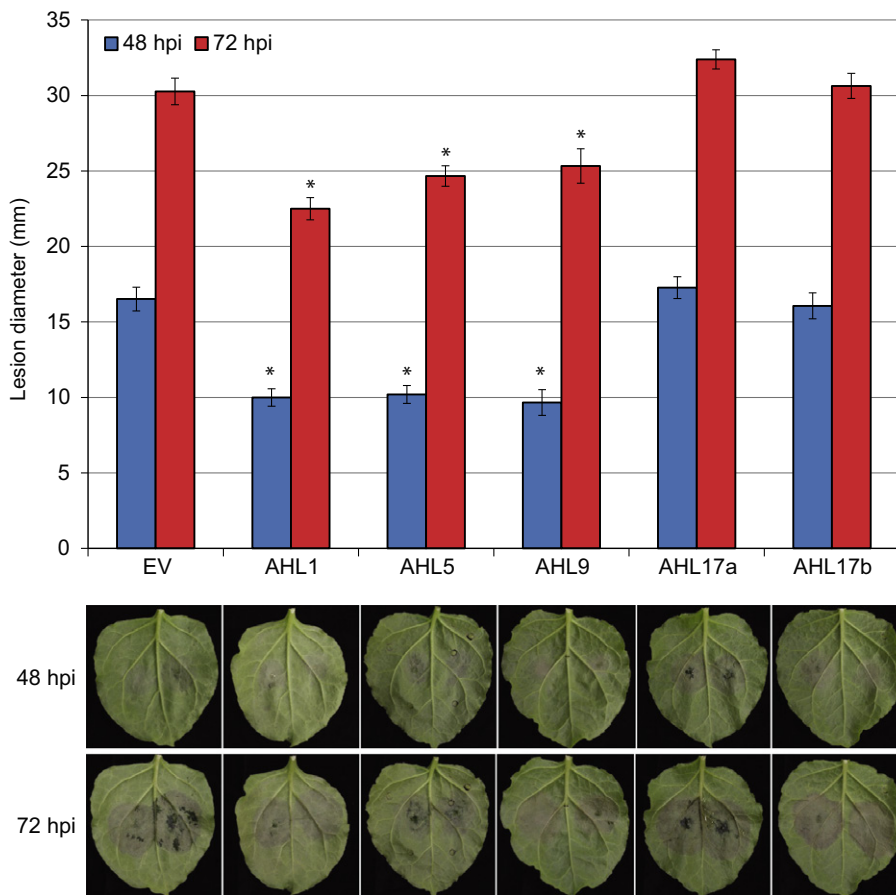 35
48 hpi 72 hpi
30
25
20
15
10
5
0
Lesion diameter (mm)
* * * * * *
EV AHL1 AHL5 AHL9 AHL17a AHL17b
48 hpi
72 hpi